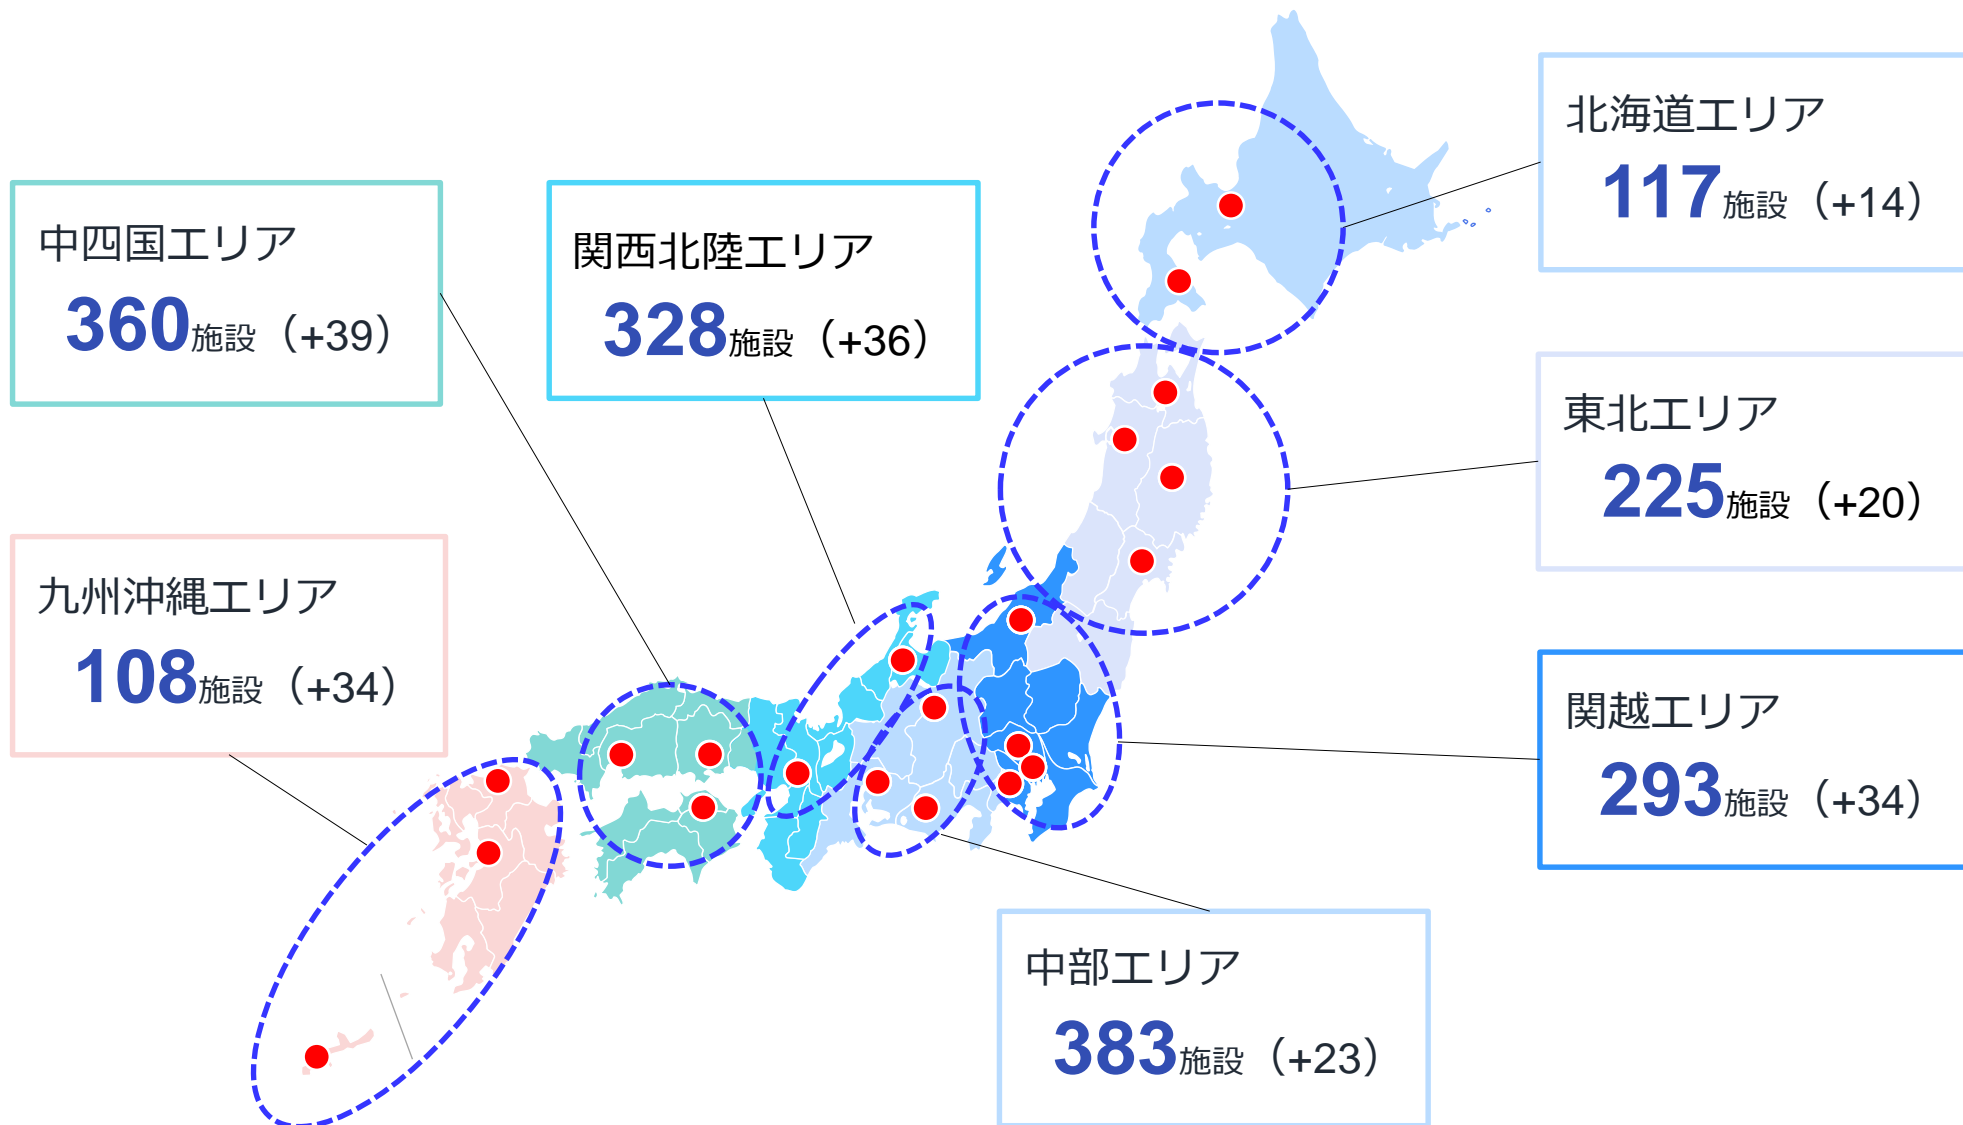 北海道エリア
117施設（+14）
中四国エリア
360施設（+39）
関西北陸エリア
328施設（+36）
東北エリア
225施設（+20）
九州沖縄エリア
108施設（+34）
関越エリア
293施設（+34）
中部エリア
383施設（+23）